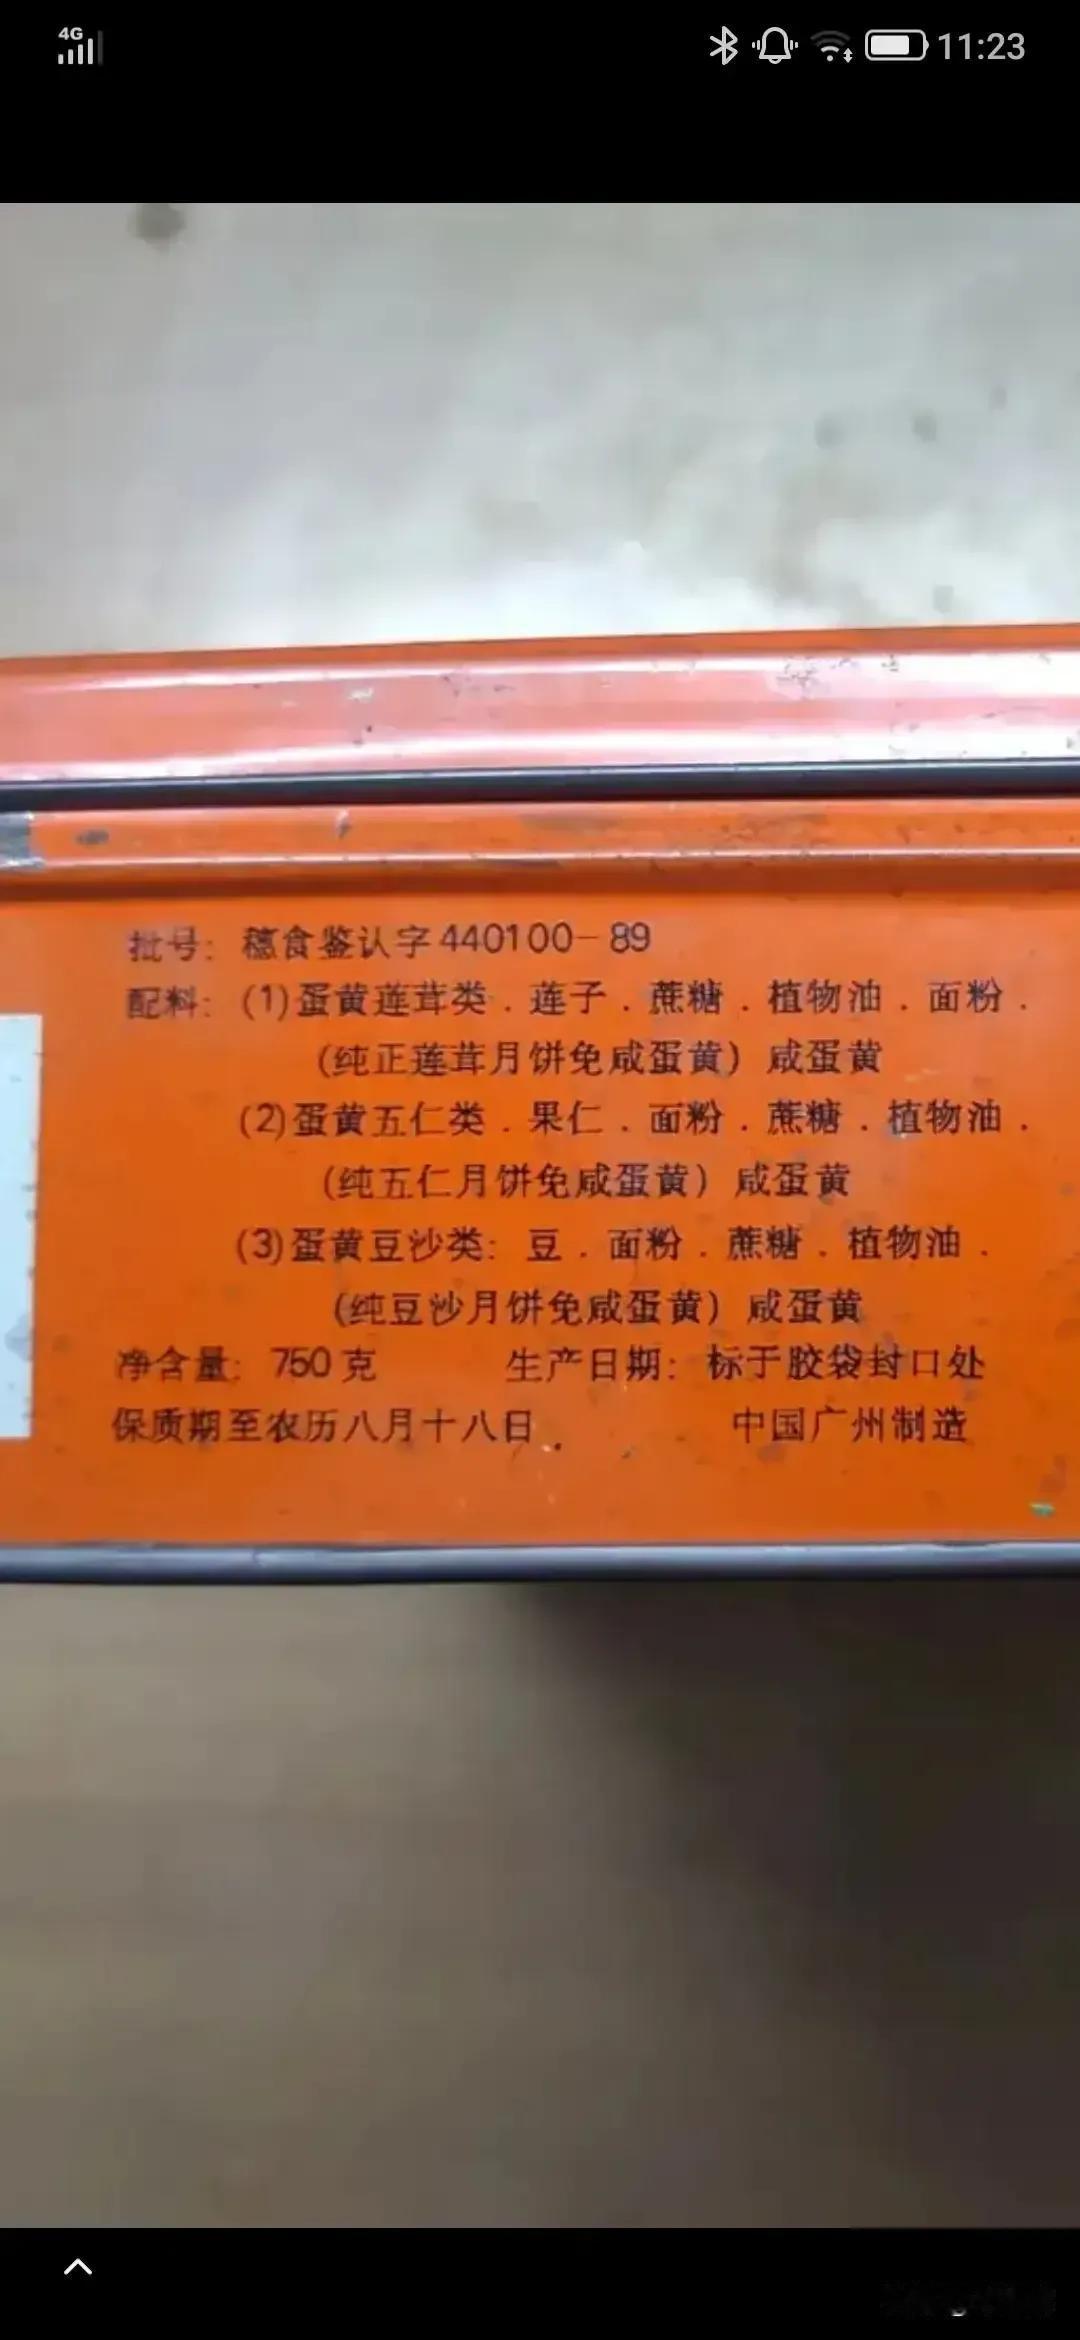 4G
11:23
批号：穗食鉴认字440100-89
配料：(1)蛋黄莲茸类.莲子.蔗糖.植物油.面粉.
(纯正莲茸月饼免咸蛋黄）咸蛋黄
(2)蛋黄五仁类.果仁.面粉.蔗糖.植物油.
(纯五仁月饼免咸蛋黄）咸蛋黄
(3)蛋黄豆沙类：豆.面粉.蔗糖.植物油.
(纯豆沙月饼免咸蛋黄）咸蛋黄
净含量：750克 生产日期：标于胶袋封口处
保质期至农历八月十八日. 中国广州制造